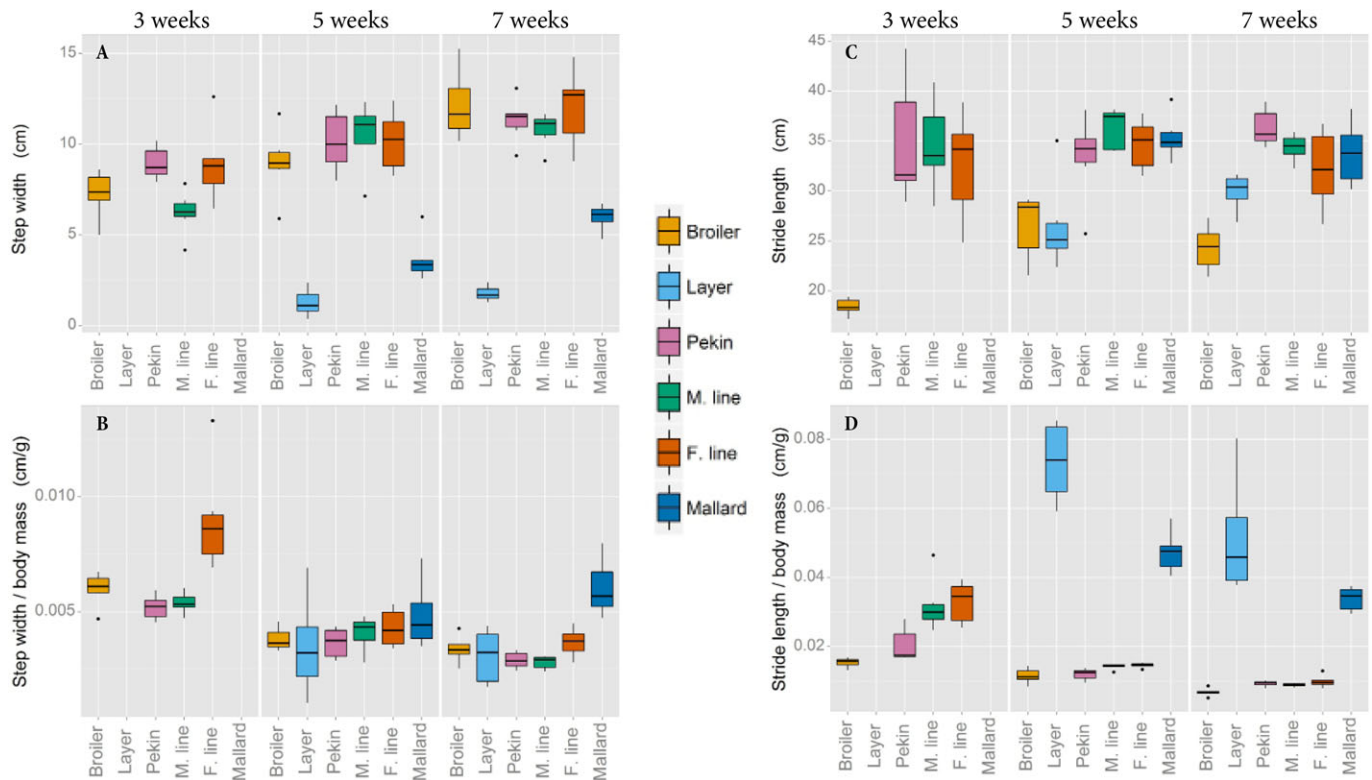 3 weeks 5 weeks 7 weeks
A
Step width (cm)
15
10
5
0
Broiler Layer Pekin M. line F. line Mallard Broiler Layer Pekin M. line F. line Mallard Broiler Layer Pekin M. line F. line Mallard
B
Step width / body mass (cm/g)
0.010
0.005
Broiler Layer Pekin M. line F. line Mallard Broiler Layer Pekin M. line F. line Mallard Broiler Layer Pekin M. line F. line Mallard
Broiler
Layer
Pekin
M. line
F. line
Mallard
3 weeks 5 weeks 7 weeks
C
Stride length (cm)
45
40
35
30
25
20
Broiler Layer Pekin M. line F. line Mallard Broiler Layer Pekin M. line F. line Mallard Broiler Layer Pekin M. line F. line Mallard
D
Stride length / body mass (cm/g)
0.08
0.06
0.04
0.02
0.00
Broiler Layer Pekin M. line F. line Mallard Broiler Layer Pekin M. line F. line Mallard Broiler Layer Pekin M. line F. line Mallard